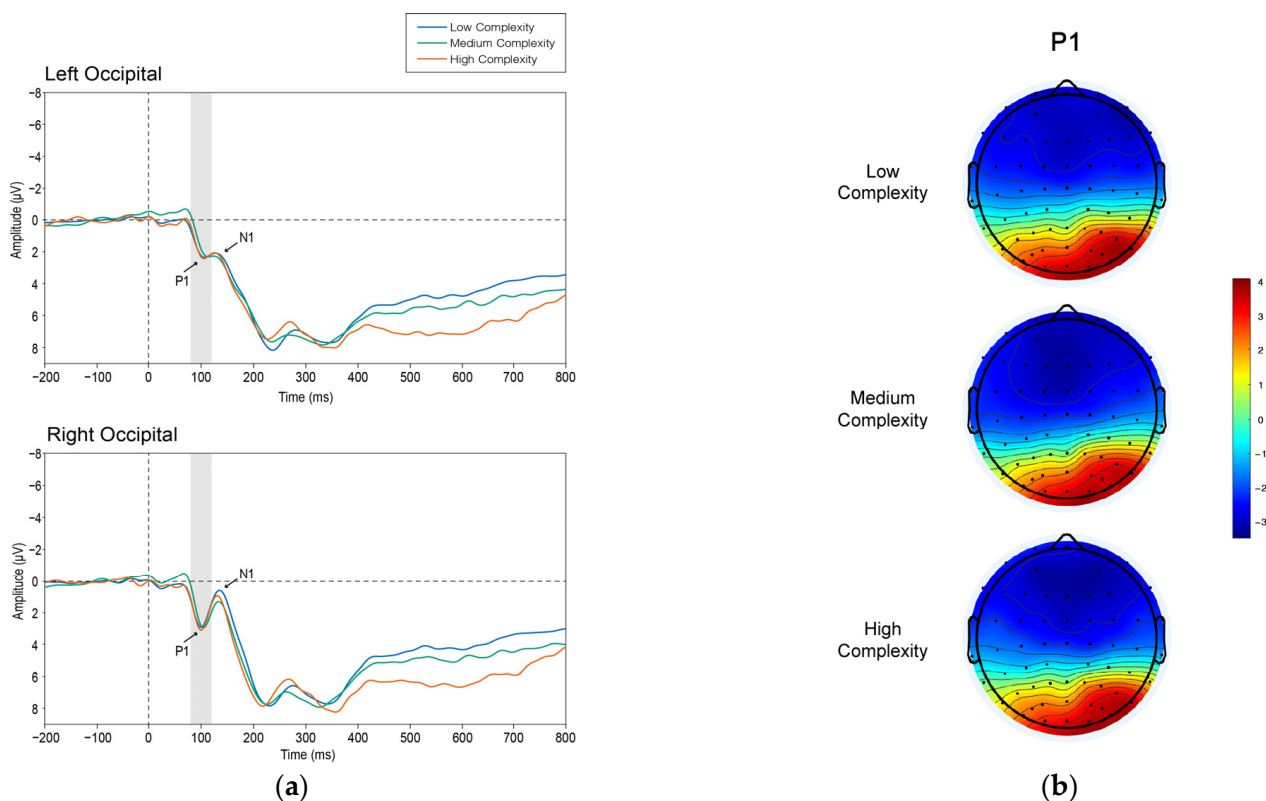 Low Complexity
Medium Complexity
High Complexity
Left Occipital
−8
−6
−4
−2
0
2
4
6
8
Amplitude (µV)
N1
P1
−200 −100 0 100 200 300 400 500 600 700 800
Time (ms)
Right Occipital
−8
−6
−4
−2
0
2
4
6
8
Amplituce (µV)
N1
P1
−200 −100 0 100 200 300 400 500 600 700 800
Time (ms)
(a)
P1
Low
Complexity
Medium
Complexity
High
Complexity
4
3
2
1
0
−1
−2
−3
(b)